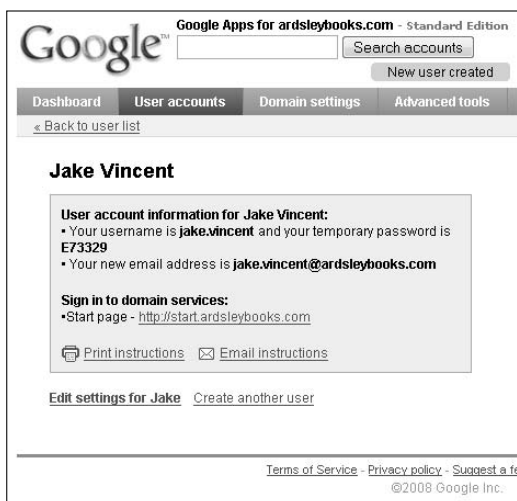 Google™
Google Apps for ardsleybooks.com - Standard Edition
Search accounts
New user created
Dashboard User accounts Domain settings Advanced tools
« Back to user list
Jake Vincent
User account information for Jake Vincent:
▪ Your username is jake.vincent and your temporary password is
E73329
▪ Your new email address is jake.vincent@ardsleybooks.com
Sign in to domain services:
▪Start page - http://start.ardsleybooks.com
Print instructions Email instructions
Edit settings for Jake Create another user
Terms of Service - Privacy policy - Suggest a
©2008 Google Inc.